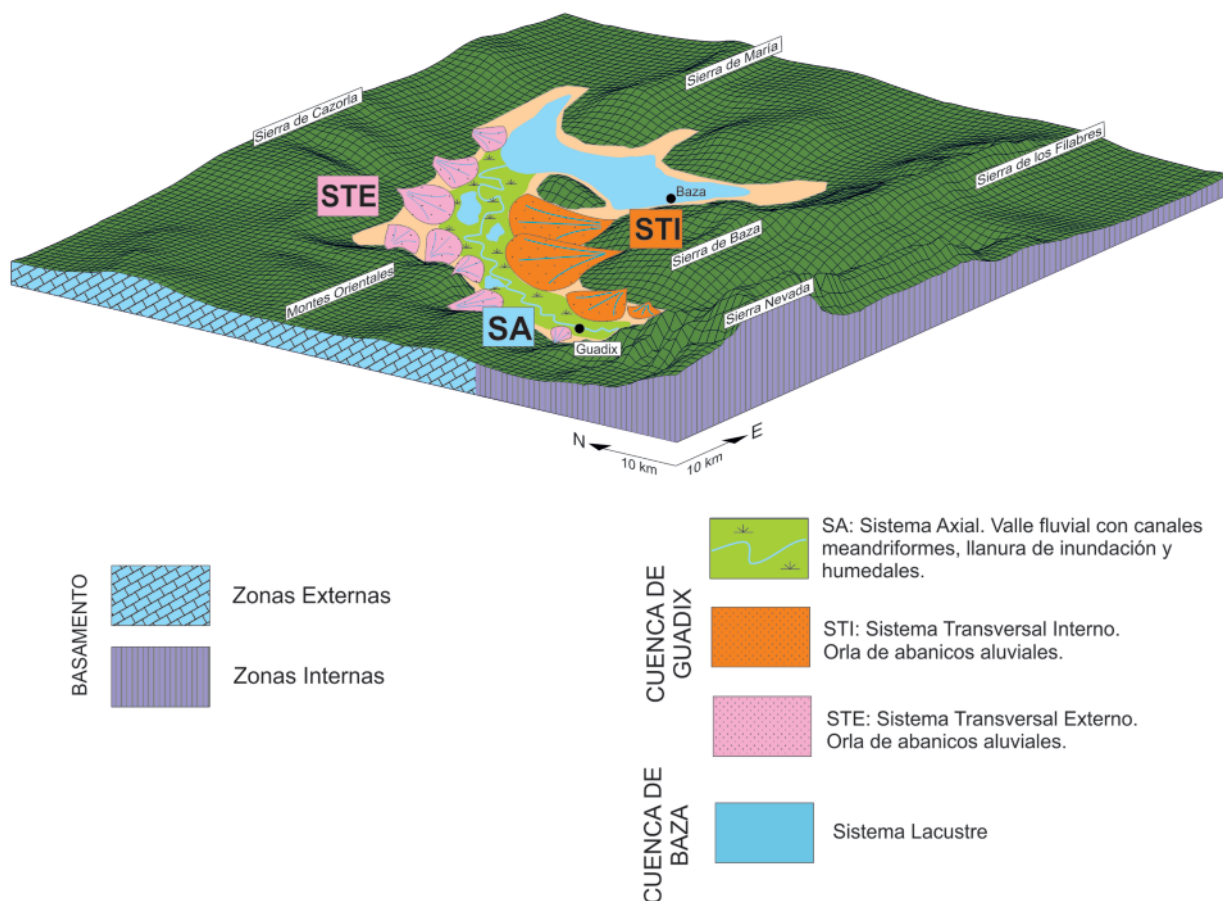 Sierra de María
Sierra de Cazorla
Sierra de los Filabres
STE
Baza
STI
Sierra de Baza
Montes Orientales
Sierra Nevada
SA
Guadix
N
E
10 km
10 km
BASAMENTO
Zonas Externas
Zonas Internas
CUENCA DE
GUADIX
SA: Sistema Axial. Valle fluvial con canales
meandriformes, llanura de inundación y
humedales.
STI: Sistema Transversal Interno.
Orla de abanicos aluviales.
STE: Sistema Transversal Externo.
Orla de abanicos aluviales.
CUENCA DE
BAZA
Sistema Lacustre